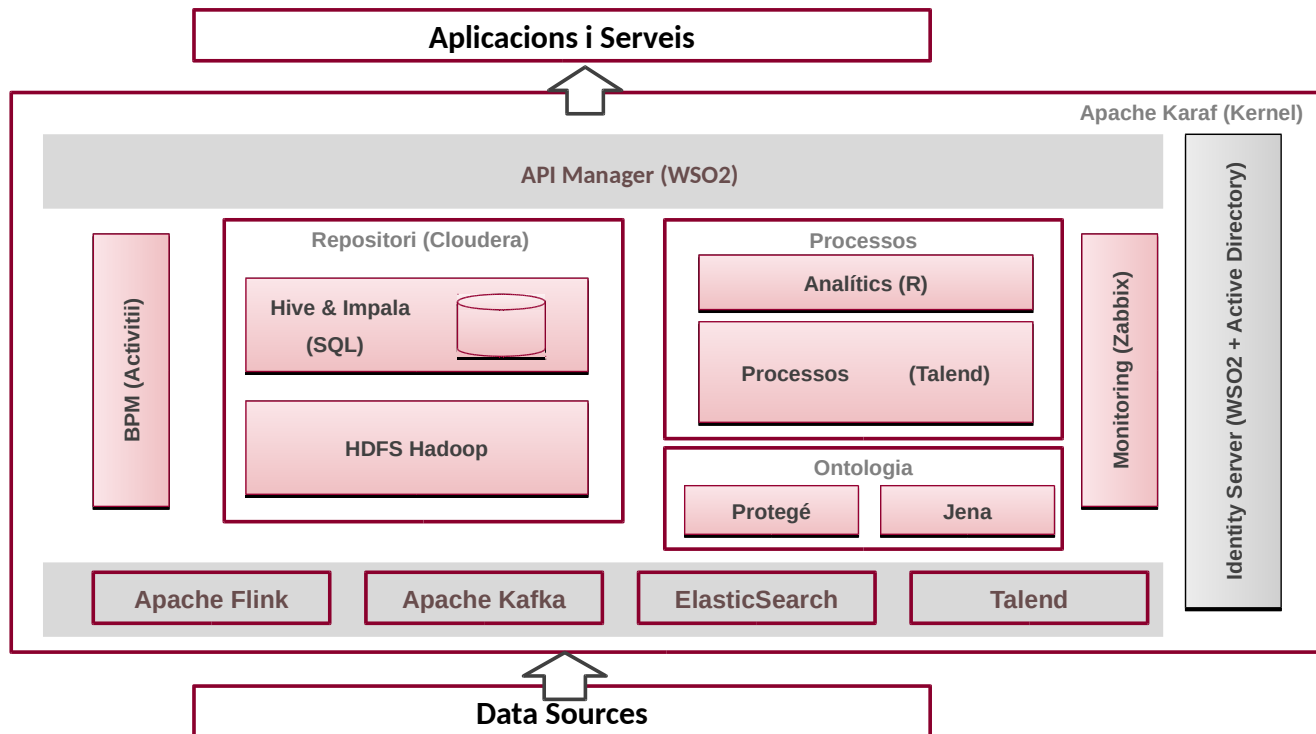 Aplicacions i Serveis
Apache Karaf (Kernel)
API Manager (WSO2)
BPM (Activitii)
Repositori (Cloudera)
Hive & Impala
(SQL)
HDFS Hadoop
Processos
Analítics (R)
Processos (Talend)
Ontologia
Protegé
Jena
Monitoring (Zabbix)
Identity Server (WSO2 + Active Directory)
Apache Flink
Apache Kafka
ElasticSearch
Talend
Data Sources